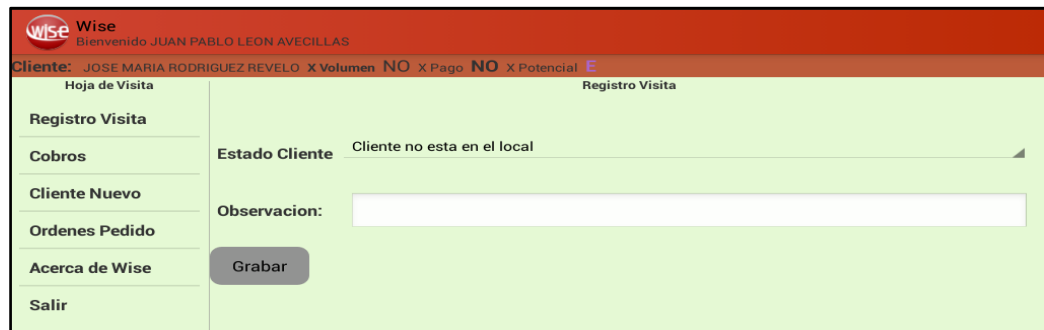 wise Wise
Bienvenido JUAN PABLO LEON AVECILLAS
Cliente: JOSE MARIA RODRIGUEZ REVELO X Volumen NO X Pago NO X Potencial E
Hoja de Visita
Registro Visita
Cobros
Cliente Nuevo
Ordenes Pedido
Acerca de Wise
Salir
Registro Visita
Estado Cliente Cliente no esta en el local
Observacion:
Grabar